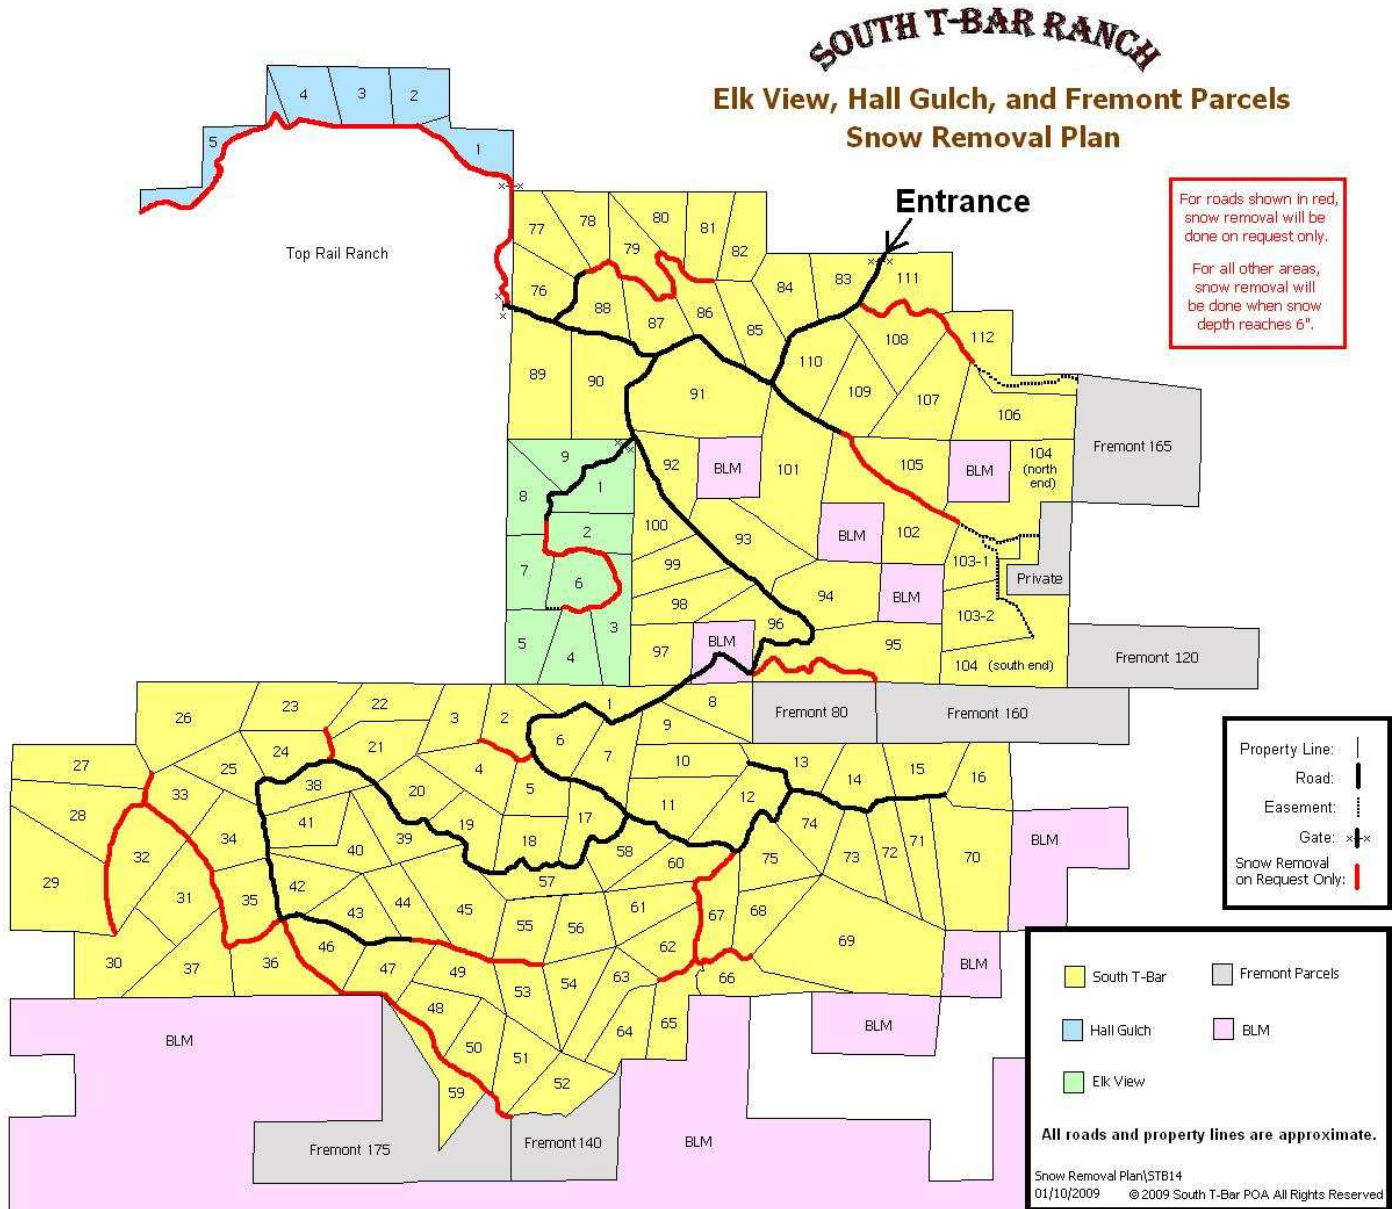 SOUTH T-BAR RANCH
Elk View, Hall Gulch, and Fremont Parcels
Snow Removal Plan
4
3
2
5
1
Entrance
For roads shown in red,
snow removal will be
done on request only.
For all other areas,
snow removal will
be done when snow
depth reaches 6".
Top Rail Ranch
77
78
79
80
81
82
76
88
87
86
85
84
83
111
108
112
110
109
107
106
89
90
91
Fremont 165
9
8
1
2
7
6
5
4
3
92
BLM
101
105
BLM
104
(north
end)
100
93
BLM
102
99
103-1
Private
98
94
BLM
96
103-2
97
BLM
95
104 (south end)
Fremont 120
Fremont 80
Fremont 160
26
23
22
3
2
1
8
9
6
7
27
25
24
21
4
10
13
14
15
16
28
33
38
20
5
11
12
34
41
19
18
17
74
32
40
39
58
60
75
73
72
71
70
BLM
29
31
35
42
43
44
45
57
55
56
61
67
68
69
30
37
36
46
47
49
53
54
63
62
66
BLM
48
50
51
64
65
BLM
59
52
BLM
Fremont 175
Fremont 140
BLM
Property Line:
Road:
Easement:
Gate:
Snow Removal
on Request Only:
South T-Bar
Fremont Parcels
Hall Gulch
BLM
Elk View
All roads and property lines are approximate.
Snow Removal Plan\STB14
01/10/2009 © 2009 South T-Bar POA All Rights Reserved